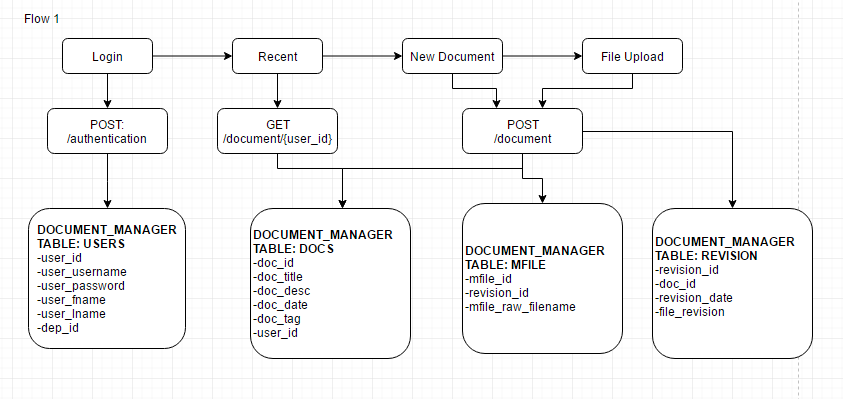 Flow 1
Login
Recent
New Document
File Upload
POST:
/authentication
GET
/document/{user_id}
POST
/document
DOCUMENT_MANAGER
TABLE: USERS
-user_id
-user_username
-user_password
-user_fname
-user_lname
-dep_id
DOCUMENT_MANAGER
TABLE: DOCS
-doc_id
-doc_title
-doc_desc
-doc_date
-doc_tag
-user_id
DOCUMENT_MANAGER
TABLE: MFILE
-mfile_id
-revision_id
-mfile_raw_filename
DOCUMENT_MANAGER
TABLE: REVISION
-revision_id
-doc_id
-revision_date
-file_revision